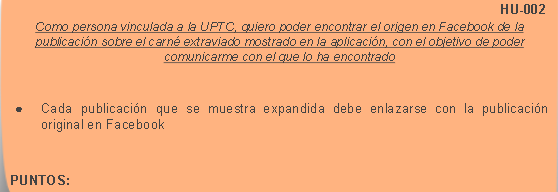 HU-002
Como persona vinculada a la UPTC, quiero poder encontrar el origen en Facebook de la
publicación sobre el carné extraviado mostrado en la aplicación, con el objetivo de poder
comunicarme con el que lo ha encontrado
● Cada publicación que se muestra expandida debe enlazarse con la publicación
original en Facebook
PUNTOS: